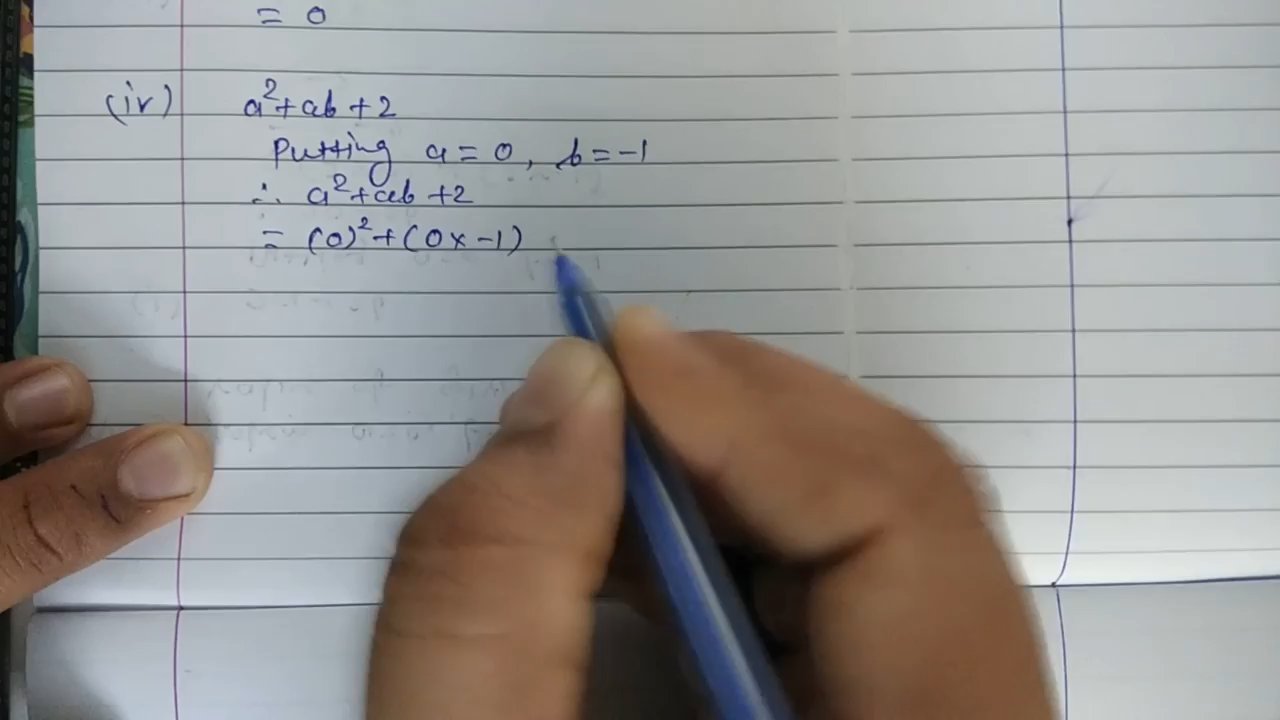 = 0
(iv) a²+ab+2
Putting a=0, b=-1
∴ a²+ab+2
= (0)²+(0×-1)